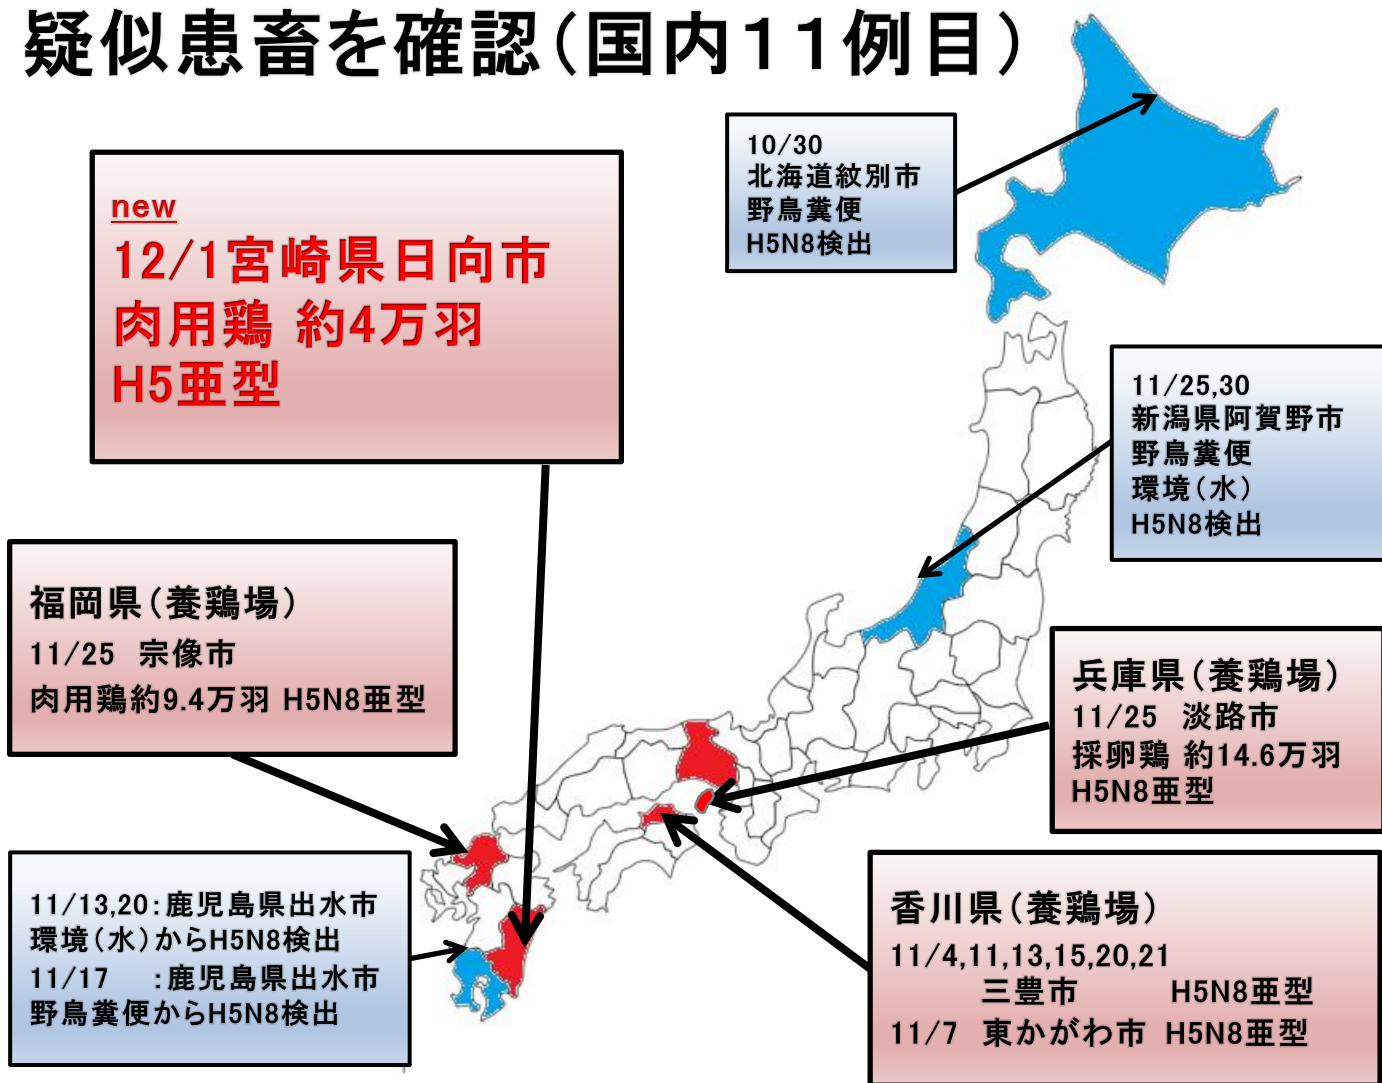 疑似患畜を確認（国内１１例目）
10/30
北海道紋別市
野鳥糞便
H5N8検出
new
12/1宮崎県日向市
肉用鶏 約4万羽
H5亜型
11/25,30
新潟県阿賀野市
野鳥糞便
環境（水）
H5N8検出
福岡県（養鶏場）
11/25 宗像市
肉用鶏約9.4万羽 H5N8亜型
兵庫県（養鶏場）
11/25 淡路市
採卵鶏 約14.6万羽
H5N8亜型
11/13,20：鹿児島県出水市
環境（水）からH5N8検出
11/17 ：鹿児島県出水市
野鳥糞便からH5N8検出
香川県（養鶏場）
11/4,11,13,15,20,21
三豊市 H5N8亜型
11/7 東かがわ市 H5N8亜型